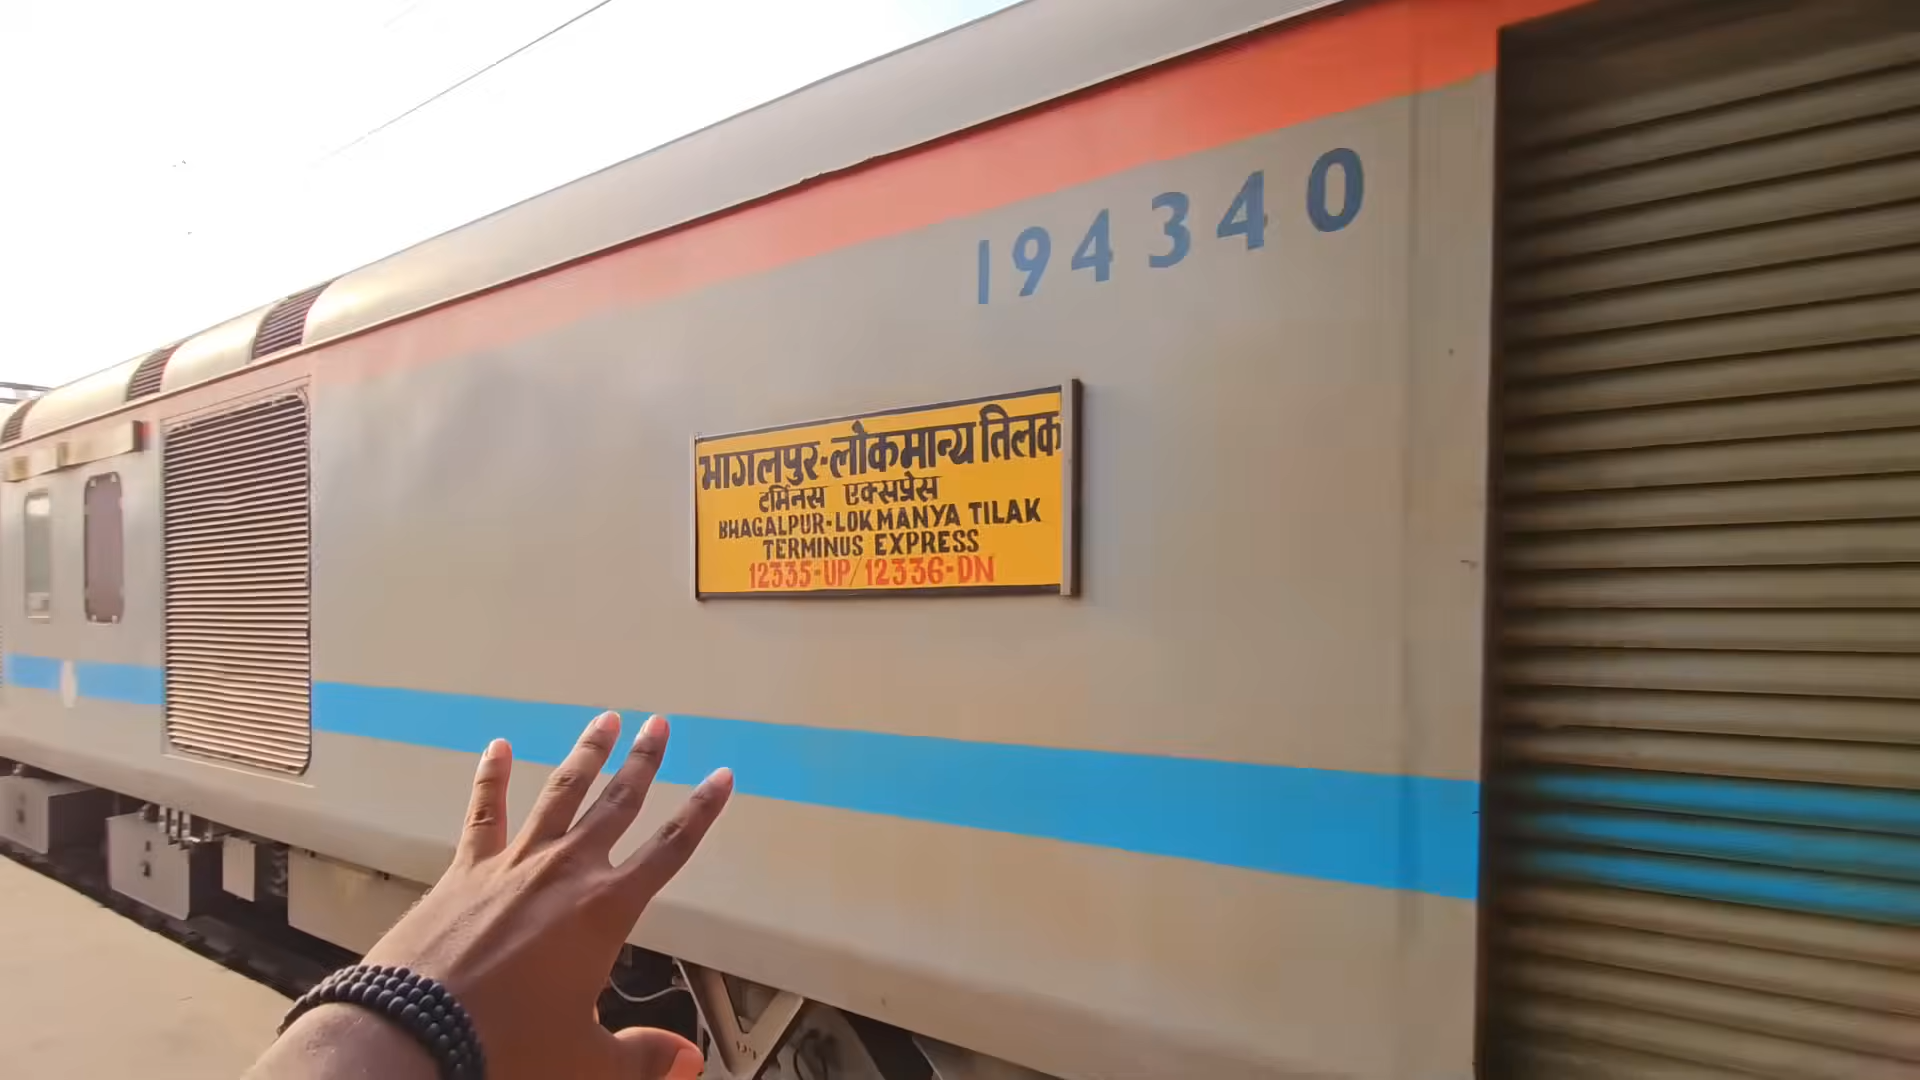 194340
भागलपुर-लोकमान्य तिलक
टर्मिनस एक्सप्रेस
BHAGALPUR-LOKMANYA TILAK
TERMINUS EXPRESS
12335-UP/12336-DN